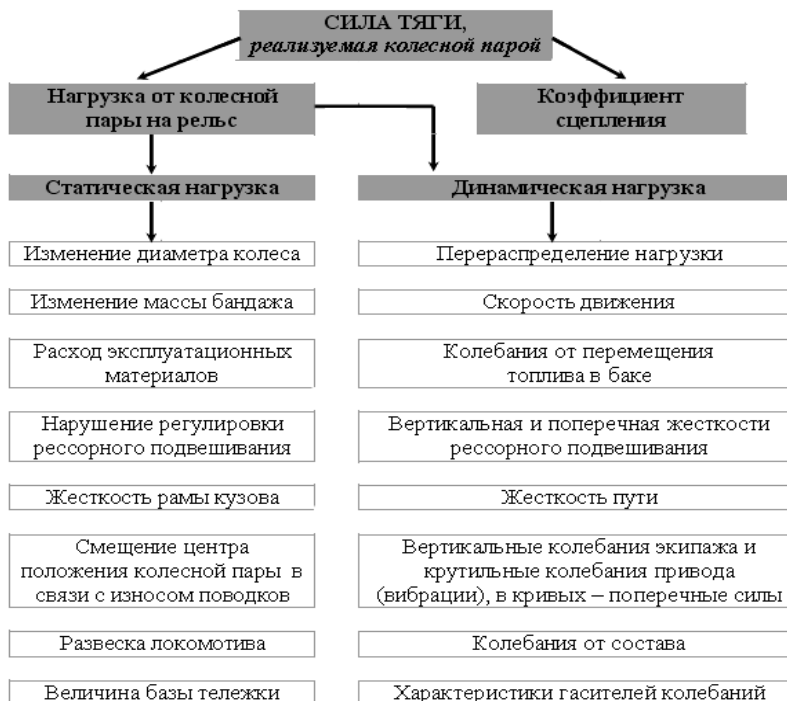 СИЛА ТЯГИ,
реализуемая колесной парой
Нагрузка от колесной
пары на рельс
Коэффициент
сцепления
Статическая нагрузка
Динамическая нагрузка
Изменение диаметра колеса
Перераспределение нагрузки
Изменение массы бандажа
Скорость движения
Расход эксплуатационных
материалов
Колебания от перемещения
топлива в баке
Нарушение регулировки
рессорного подвешивания
Вертикальная и поперечная жесткости
рессорного подвешивания
Жесткость рамы кузова
Жесткость пути
Смещение центра
положения колесной пары в
связи с износом поводков
Вертикальные колебания экипажа и
крутильные колебания привода
(вибрации), в кривых – поперечные силы
Развеска локомотива
Колебания от состава
Величина базы тележки
Характеристики гасителей колебаний